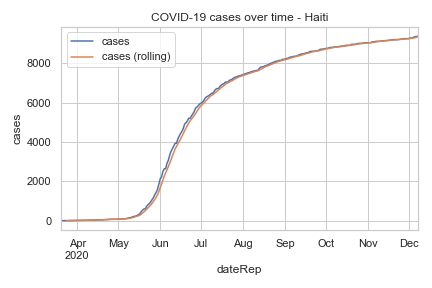 COVID-19 cases over time - Haiti
cases
cases (rolling)
8000
6000
4000
2000
0
cases
Apr
2020
May
Jun
Jul
Aug
Sep
Oct
Nov
Dec
dateRep